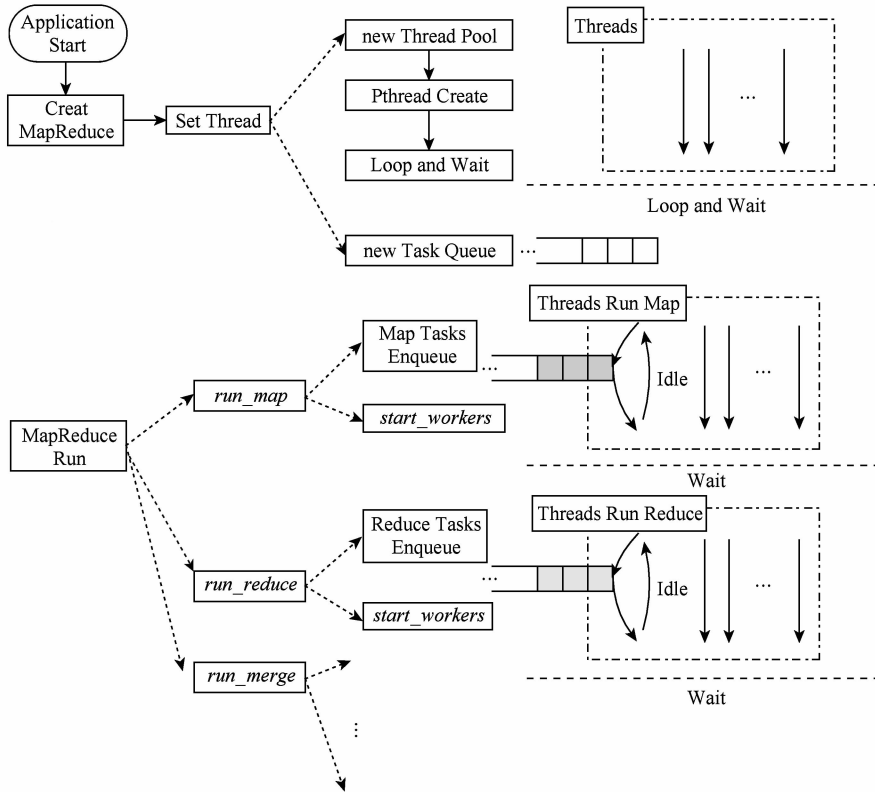 Application
Start
Creat
MapReduce
Set Thread
new Thread Pool
Pthread Create
Loop and Wait
new Task Queue
...
Threads
...
Loop and Wait
MapReduce
Run
run_map
Map Tasks
Enqueue
start_workers
...
Threads Run Map
Idle
...
Wait
run_reduce
Reduce Tasks
Enqueue
start_workers
...
Threads Run Reduce
Idle
...
Wait
run_merge
...